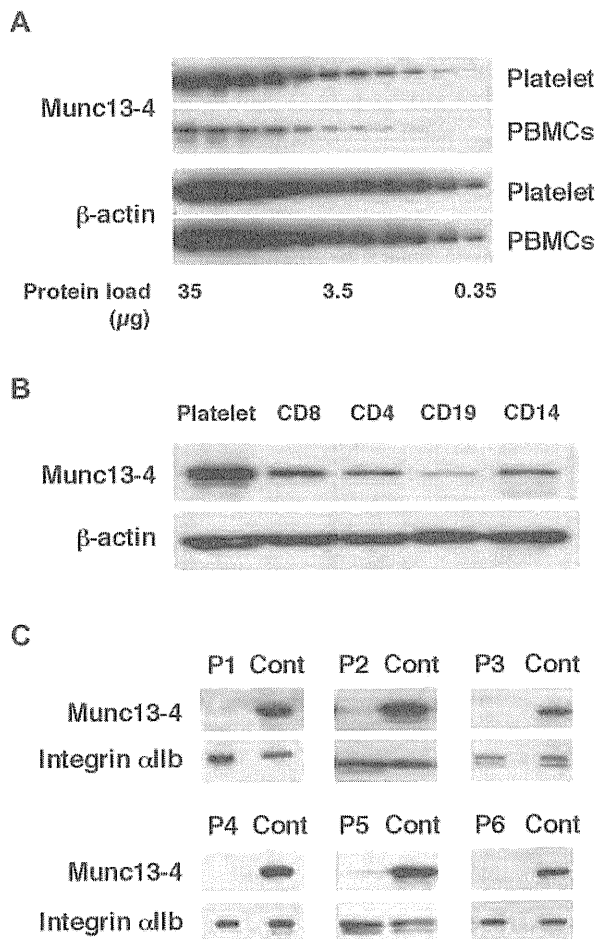 A
Munc13-4
Platelet
PBMCs
β-actin
Platelet
PBMCs
Protein load
(µg)
35 3.5 0.35
B
Platelet CD8 CD4 CD19 CD14
Munc13-4
β-actin
C
P1 Cont P2 Cont P3 Cont
Munc13-4
Integrin αIIb
P4 Cont P5 Cont P6 Cont
Munc13-4
Integrin αIIb